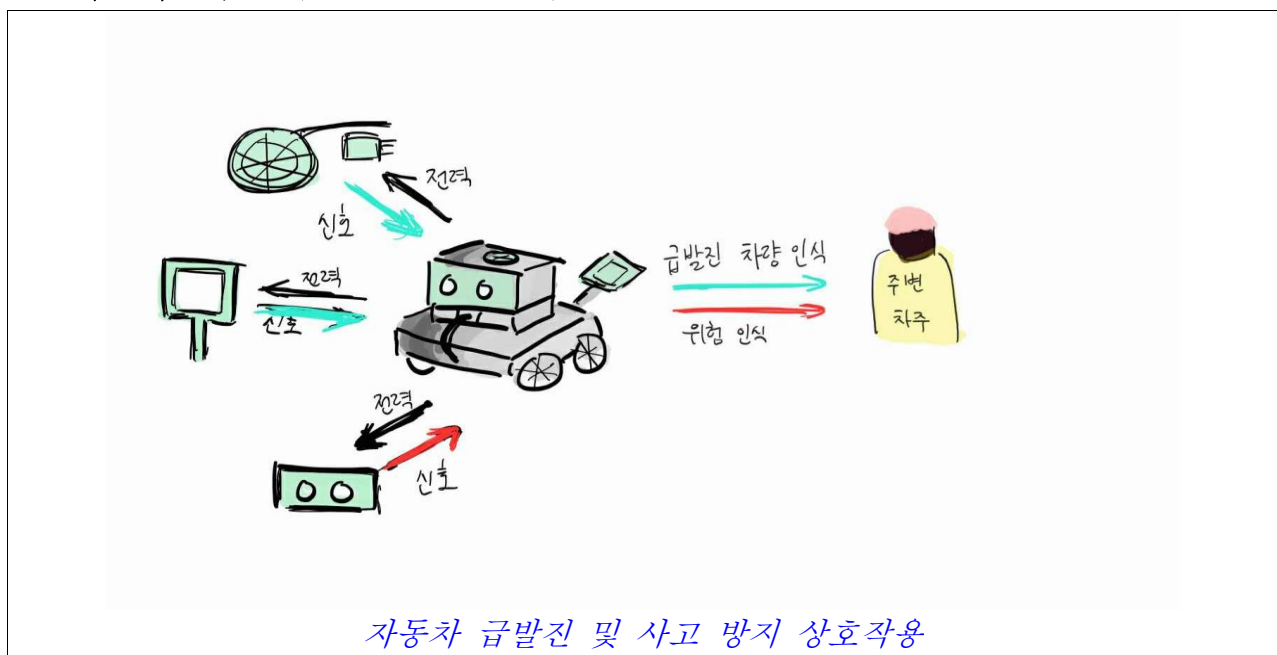 전력
신호
급발진 차량 인식
전력
신호
위험 인식
주변
차주
전력
신호
자동차 급발진 및 사고 방지 상호작용